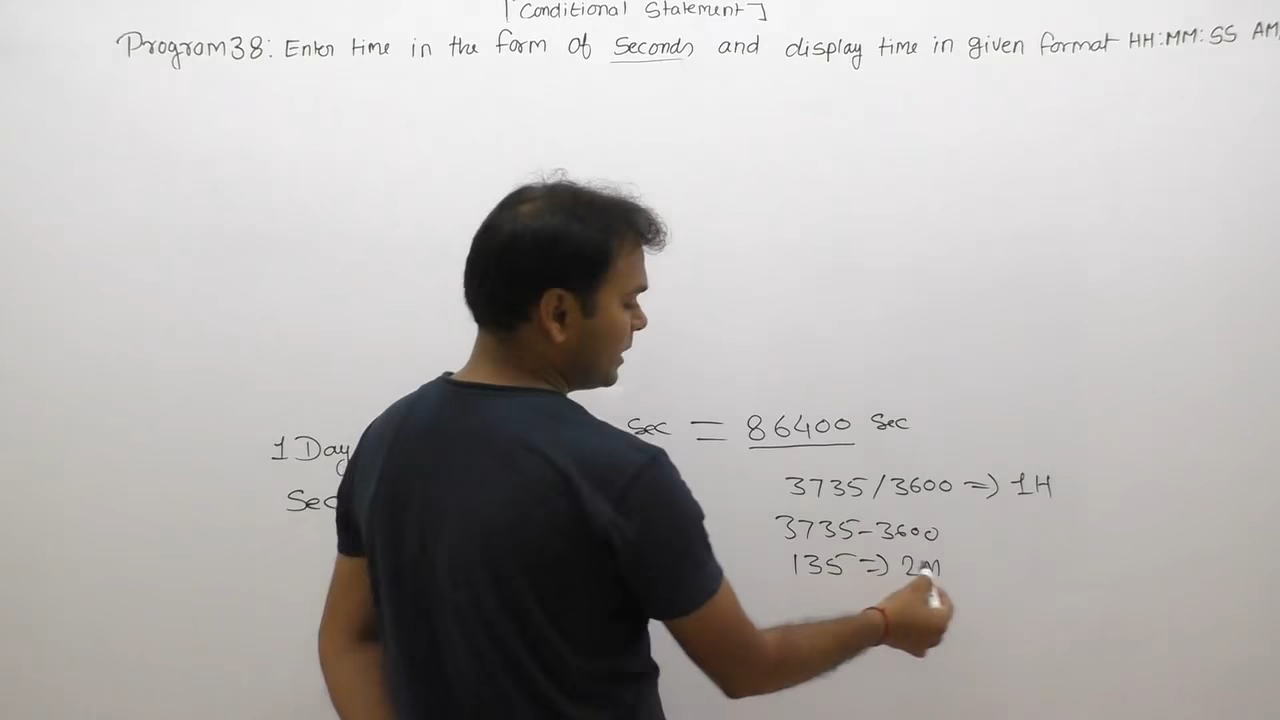 [Conditional Statement]
Program38: Enter time in the form of Seconds and display time in given format HH:MM:SS AM
1 Day sec = 86400 sec
Sec
3735/3600 => 1H
3735-3600
135 => 2M